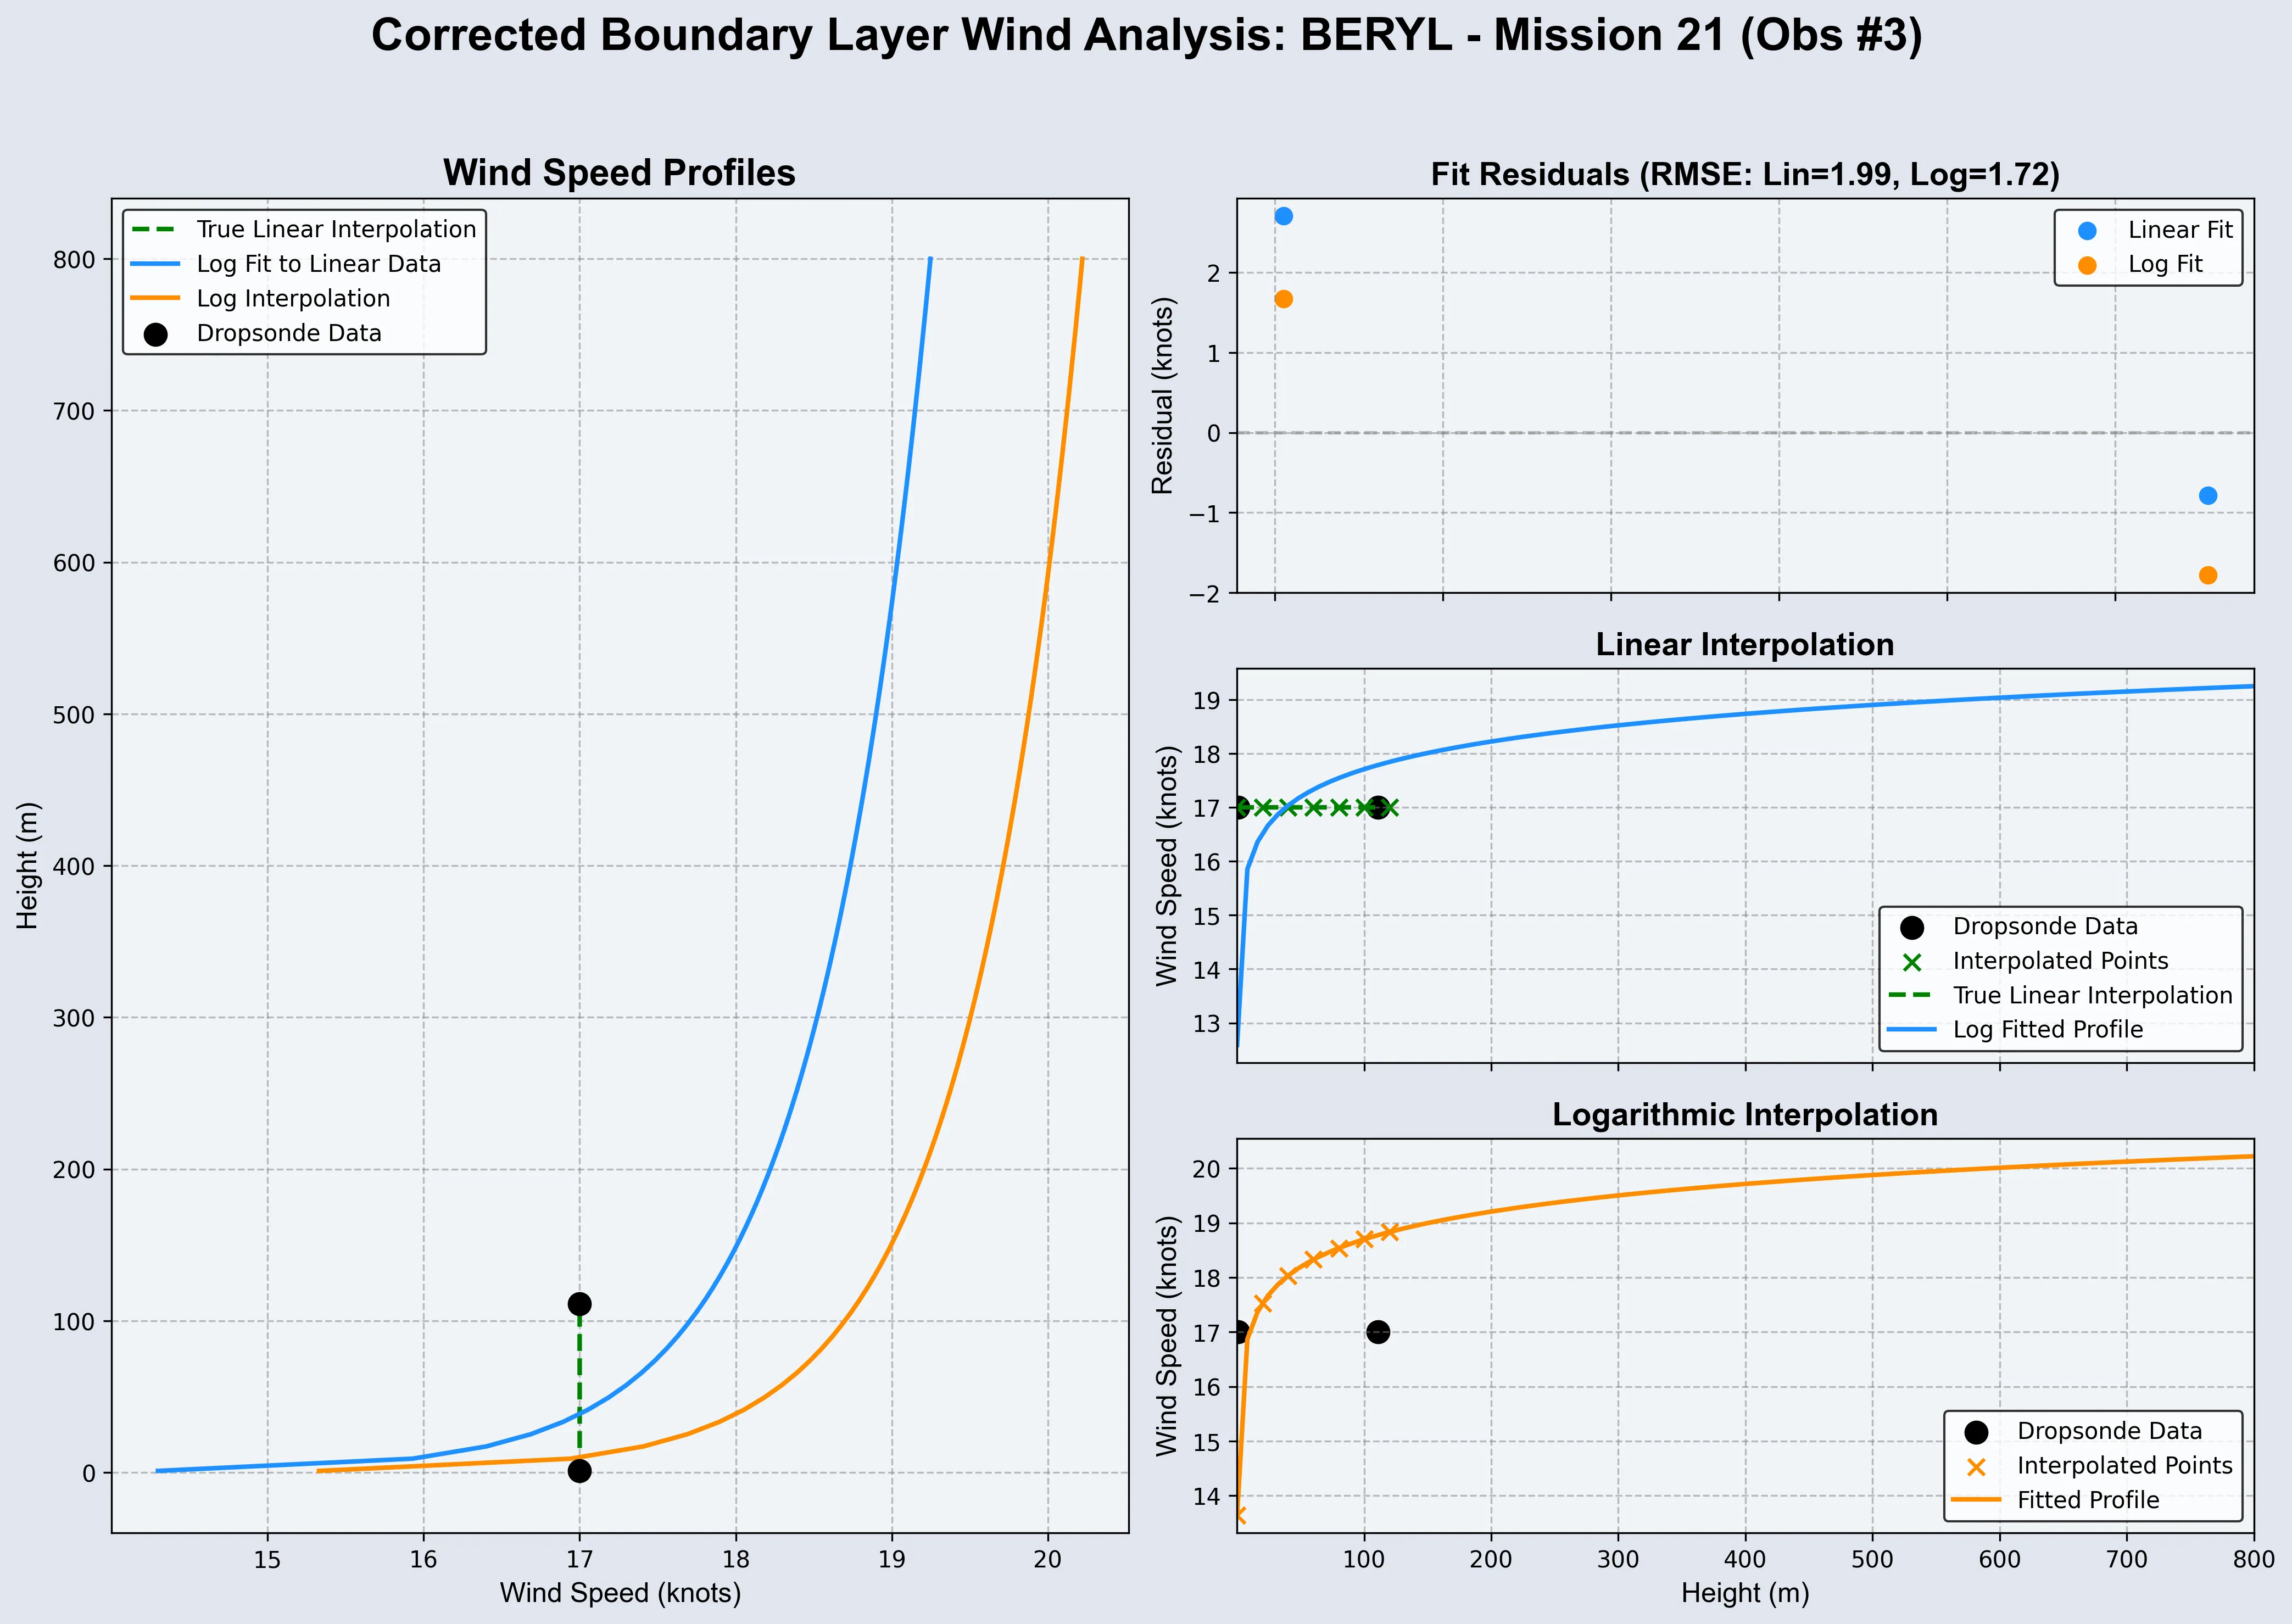 Corrected Boundary Layer Wind Analysis: BERYL - Mission 21 (Obs #3)
Wind Speed Profiles
True Linear Interpolation
Log Fit to Linear Data
Log Interpolation
Dropsonde Data
800
700
600
500
400
300
200
100
0
Height (m)
15 16 17 18 19 20
Wind Speed (knots)
Fit Residuals (RMSE: Lin=1.99, Log=1.72)
Linear Fit
Log Fit
2
1
0
−1
−2
Residual (knots)
Linear Interpolation
19
18
17
16
15
14
13
Wind Speed (knots)
Dropsonde Data
Interpolated Points
True Linear Interpolation
Log Fitted Profile
Logarithmic Interpolation
20
19
18
17
16
15
14
Wind Speed (knots)
Dropsonde Data
Interpolated Points
Fitted Profile
100 200 300 400 500 600 700 800
Height (m)